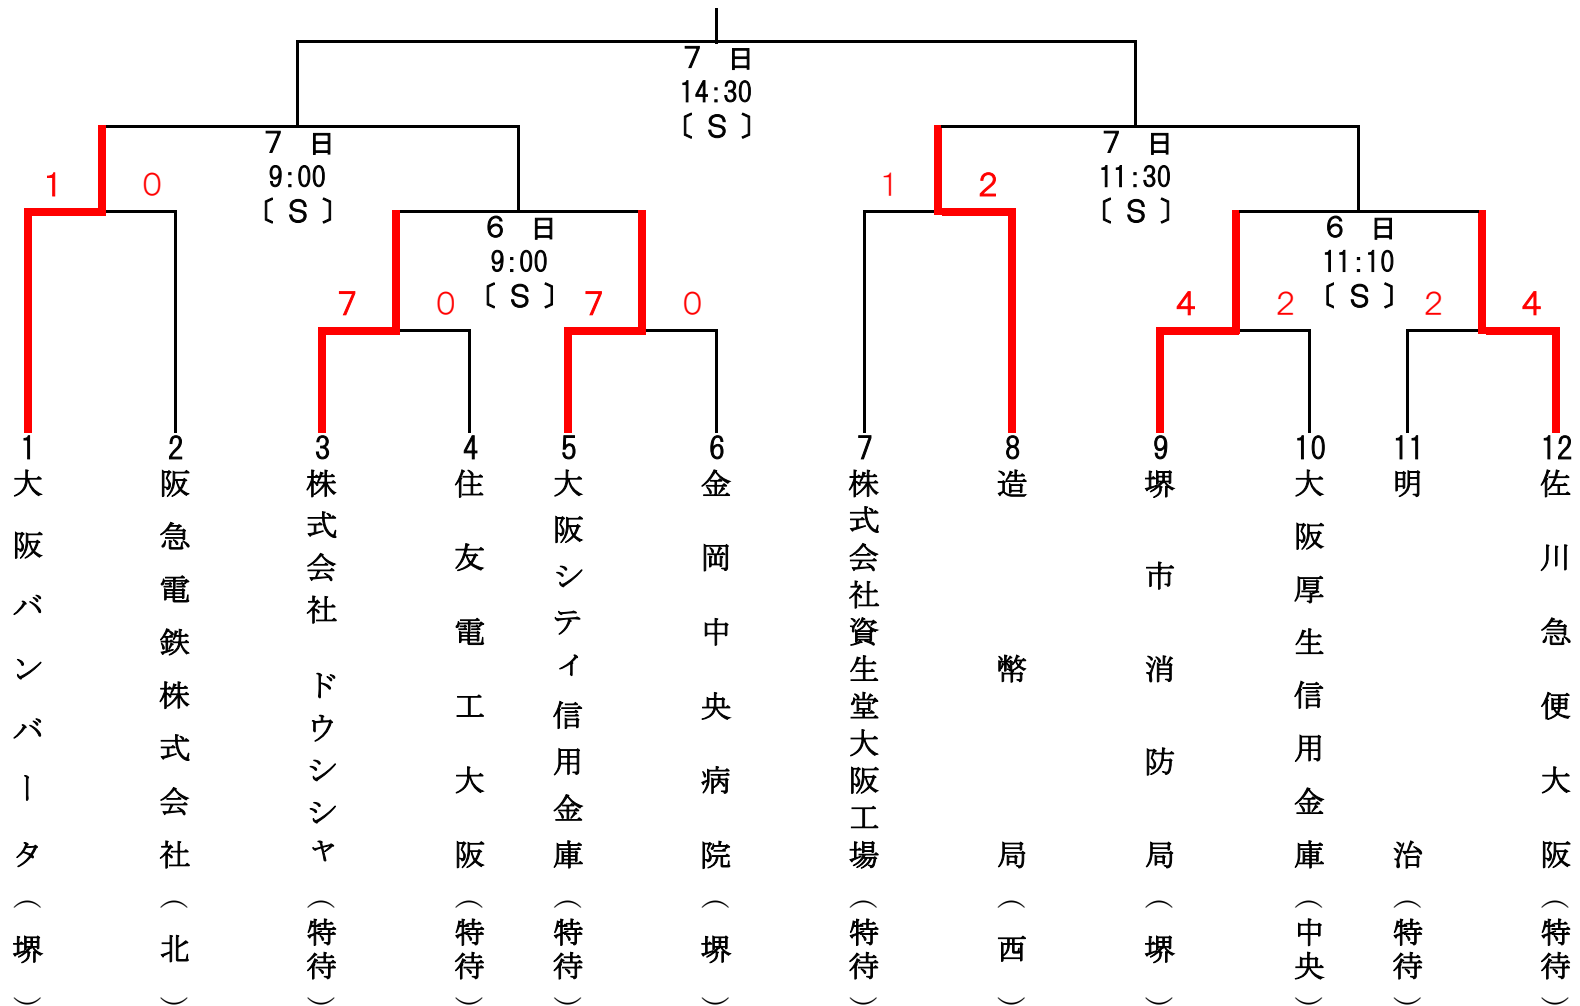 7 日
14:30
〔 S 〕
7 日
9:00
〔 S 〕
7 日
11:30
〔 S 〕
1 0
1 2
6 日
9:00
〔 S 〕
6 日
11:10
〔 S 〕
7 0
7 0
4 2
2 4
1
大阪バンバータ（堺）
2
阪急電鉄株式会社（北）
3
株式会社 ドウシシャ（特待）
4
住友電工大阪（特待）
5
大阪シティ信用金庫（特待）
6
金岡中央病院（堺）
7
株式会社資生堂大阪工場（特待）
8
造幣局（西）
9
堺市消防局（堺）
10
大阪厚生信用金庫（中央）
11
明治（特待）
12
佐川急便大阪（特待）